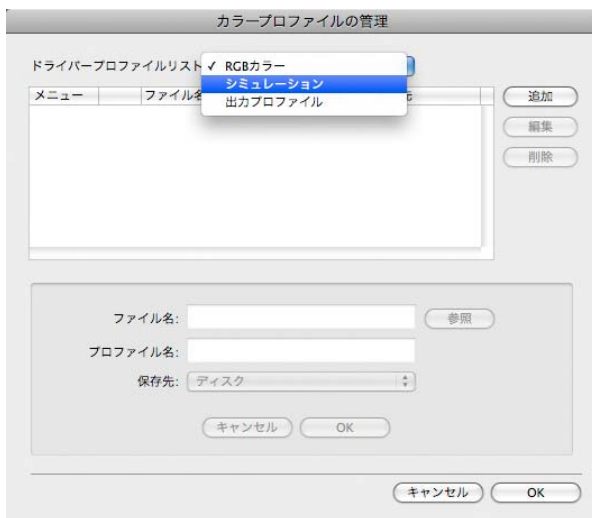 カラープロファイルの管理
ドライバープロファイルリスト ✓ RGBカラー
シミュレーション
出力プロファイル
メニュー ファイル名
追加
編集
削除
ファイル名:
参照
プロファイル名:
保存先: ディスク
キャンセル OK
キャンセル OK